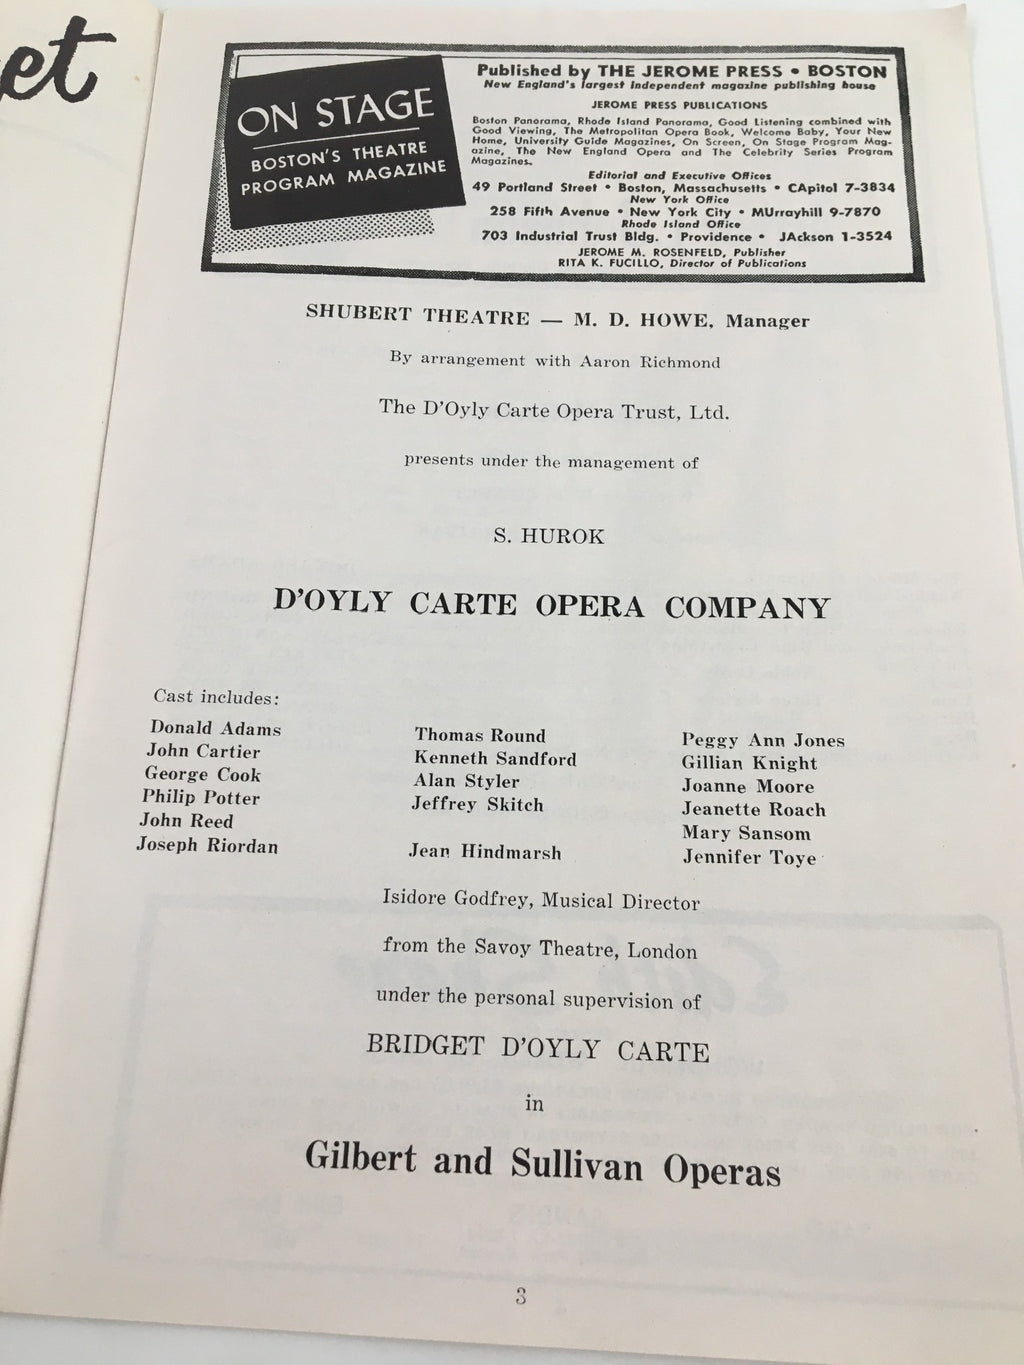 et
ON STAGE
BOSTON'S THEATRE
PROGRAM MAGAZINE
Published by THE JEROME PRESS • BOSTON
New England's largest independent magazine publishing house
JEROME PRESS PUBLICATIONS
Boston Panorama, Rhode Island Panorama, Good Listening combined with
Good Viewing, The Metropolitan Opera Book, Welcome Baby, Your New
Home, University Guide Magazines, On Screen, On Stage Program Mag-
azine, The New England Opera and The Celebrity Series Program
Magazines.
Editorial and Executive Offices
49 Portland Street • Boston, Massachusetts • CApitol 7-3834
New York Office
258 Fifth Avenue • New York City • MUrrayhill 9-7870
Rhode Island Office
703 Industrial Trust Bldg. • Providence • JAckson 1-3524
JEROME M. ROSENFELD, Publisher
RITA K. FUCILLO, Director of Publications
SHUBERT THEATRE — M. D. HOWE, Manager
By arrangement with Aaron Richmond
The D'Oyly Carte Opera Trust, Ltd.
presents under the management of
S. HUROK
D'OYLY CARTE OPERA COMPANY
Cast includes:
Donald Adams
John Cartier
George Cook
Philip Potter
John Reed
Joseph Riordan
Thomas Round
Kenneth Sandford
Alan Styler
Jeffrey Skitch
Jean Hindmarsh
Peggy Ann Jones
Gillian Knight
Joanne Moore
Jeanette Roach
Mary Sansom
Jennifer Toye
Isidore Godfrey, Musical Director
from the Savoy Theatre, London
under the personal supervision of
BRIDGET D'OYLY CARTE
in
Gilbert and Sullivan Operas
3